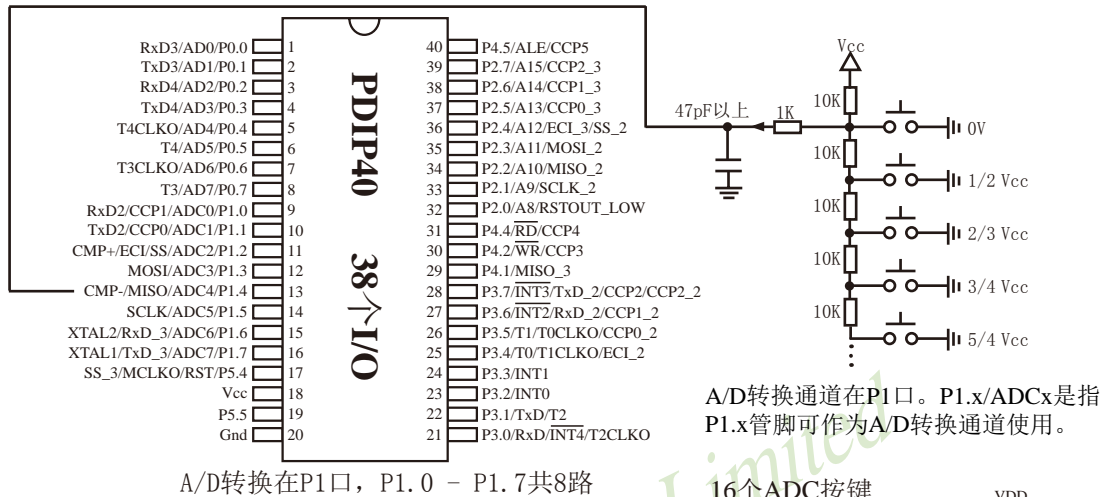 RxD3/AD0/P0.0 1
TxD3/AD1/P0.1 2
RxD4/AD2/P0.2 3
TxD4/AD3/P0.3 4
T4CLKO/AD4/P0.4 5
T4/AD5/P0.5 6
T3CLKO/AD6/P0.6 7
T3/AD7/P0.7 8
RxD2/CCP1/ADC0/P1.0 9
TxD2/CCP0/ADC1/P1.1 10
CMP+/ECI/SS/ADC2/P1.2 11
MOSI/ADC3/P1.3 12
CMP-/MISO/ADC4/P1.4 13
SCLK/ADC5/P1.5 14
XTAL2/RxD_3/ADC6/P1.6 15
XTAL1/TxD_3/ADC7/P1.7 16
SS_3/MCLKO/RST/P5.4 17
Vcc 18
P5.5 19
Gnd 20
PDIP40 38个I/O
40 P4.5/ALE/CCP5
39 P2.7/A15/CCP2_3
38 P2.6/A14/CCP1_3
37 P2.5/A13/CCP0_3
36 P2.4/A12/ECI_3/SS_2
35 P2.3/A11/MOSI_2
34 P2.2/A10/MISO_2
33 P2.1/A9/SCLK_2
32 P2.0/A8/RSTOUT_LOW
31 P4.4/RD/CCP4
30 P4.2/WR/CCP3
29 P4.1/MISO_3
28 P3.7/INT3/TxD_2/CCP2/CCP2_2
27 P3.6/INT2/RxD_2/CCP1_2
26 P3.5/T1/T0CLKO/CCP0_2
25 P3.4/T0/T1CLKO/ECI_2
24 P3.3/INT1
23 P3.2/INT0
22 P3.1/TxD/T2
21 P3.0/RxD/INT4/T2CLKO
A/D转换在P1口，P1.0 - P1.7共8路
Vcc
10K
47pF以上 1K
0V
10K
1/2 Vcc
10K
2/3 Vcc
10K
3/4 Vcc
10K
5/4 Vcc
A/D转换通道在P1口。P1.x/ADCx是指
P1.x管脚可作为A/D转换通道使用。
Limited
16个ADC按键
VDD